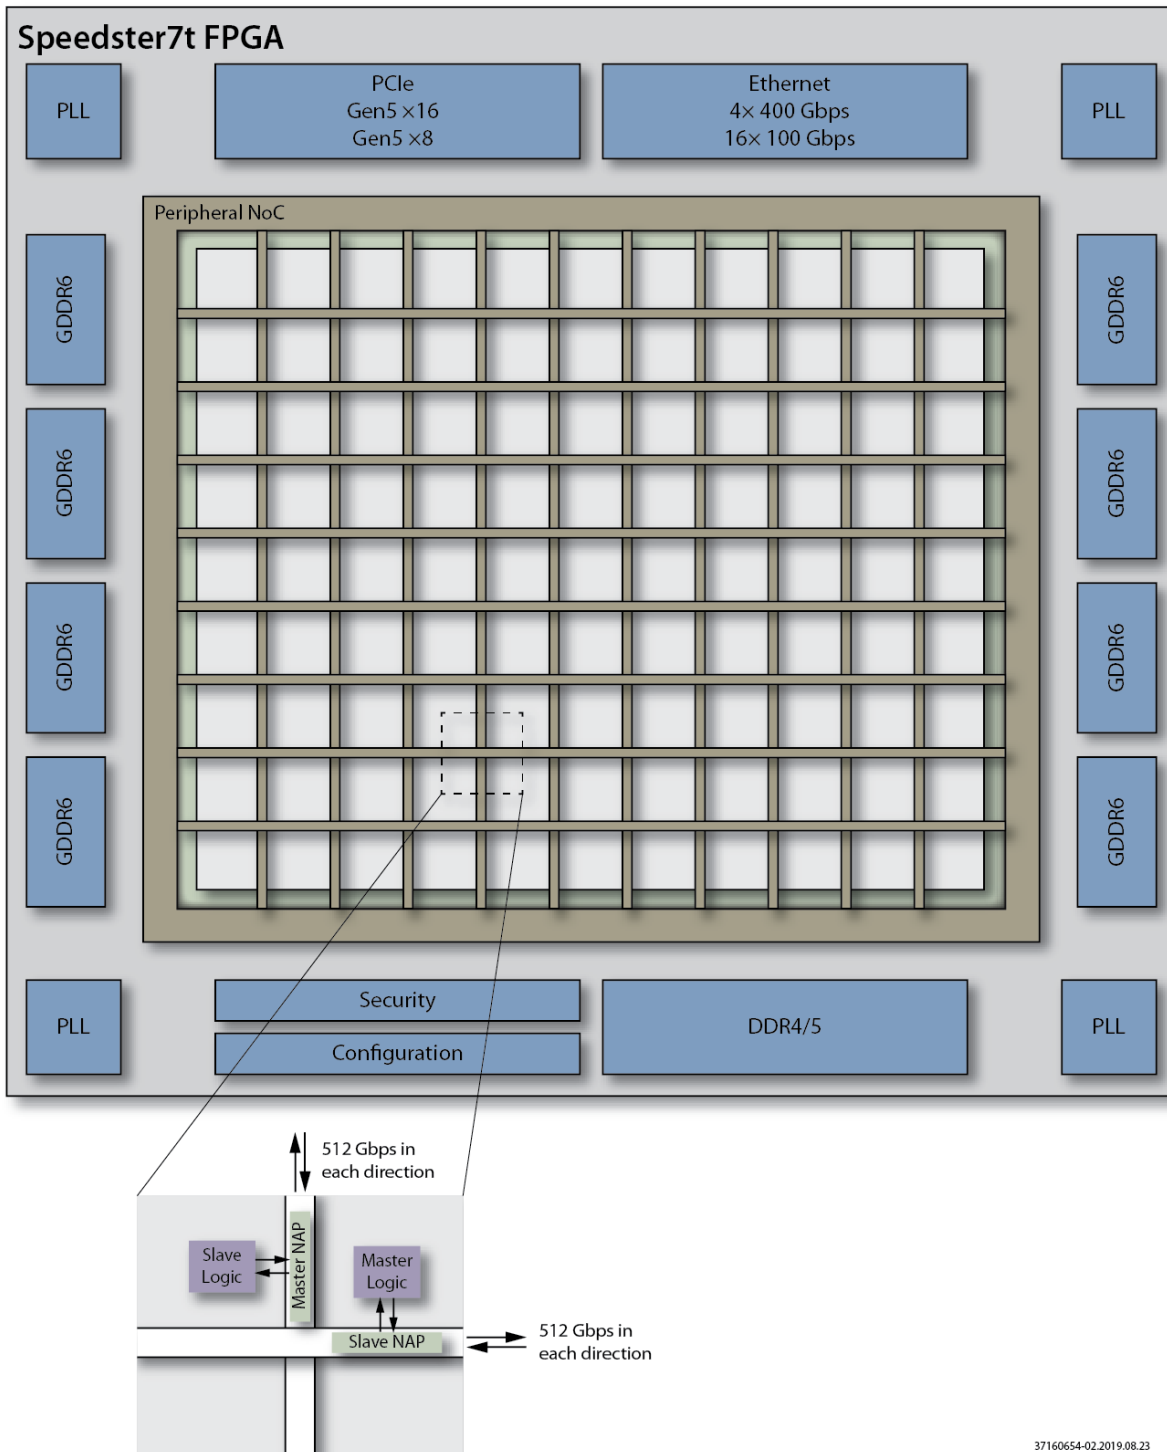 Speedster7t FPGA
PLL
PCIe
Gen5 ×16
Gen5 ×8
Ethernet
4× 400 Gbps
16× 100 Gbps
PLL
Peripheral NoC
GDDR6
GDDR6
GDDR6
GDDR6
GDDR6
GDDR6
GDDR6
GDDR6
PLL
Security
Configuration
DDR4/5
PLL
512 Gbps in
each direction
Slave
Logic
Master NAP
Master
Logic
Slave NAP
512 Gbps in
each direction
37160654-02.2019.08.23